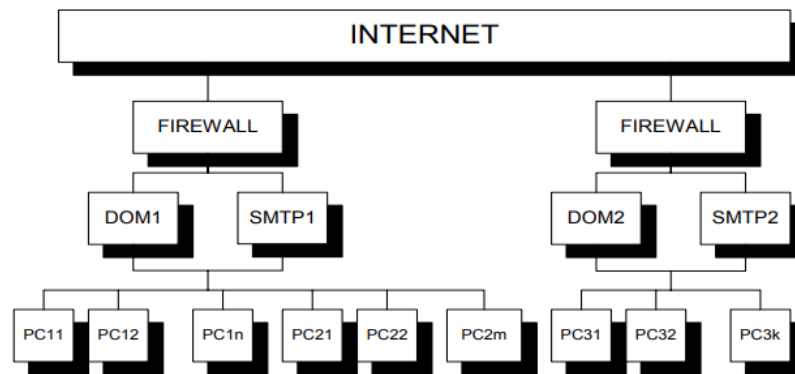 INTERNET
FIREWALL FIREWALL
DOM1 SMTP1 DOM2 SMTP2
PC11 PC12 PC1n PC21 PC22 PC2m PC31 PC32 PC3k